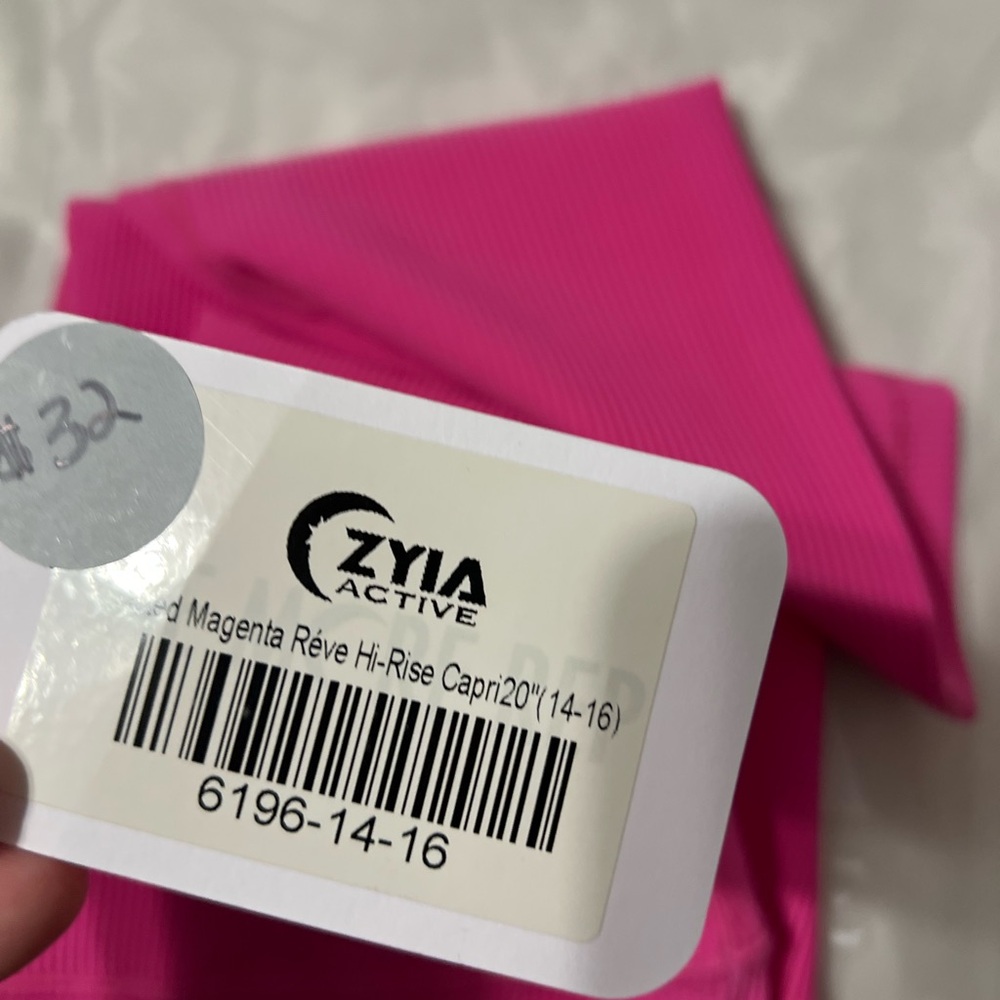 32
ZYIA
ACTIVE
Magenta Réve Hi-Rise Capri20"(14-16)
6196-14-16